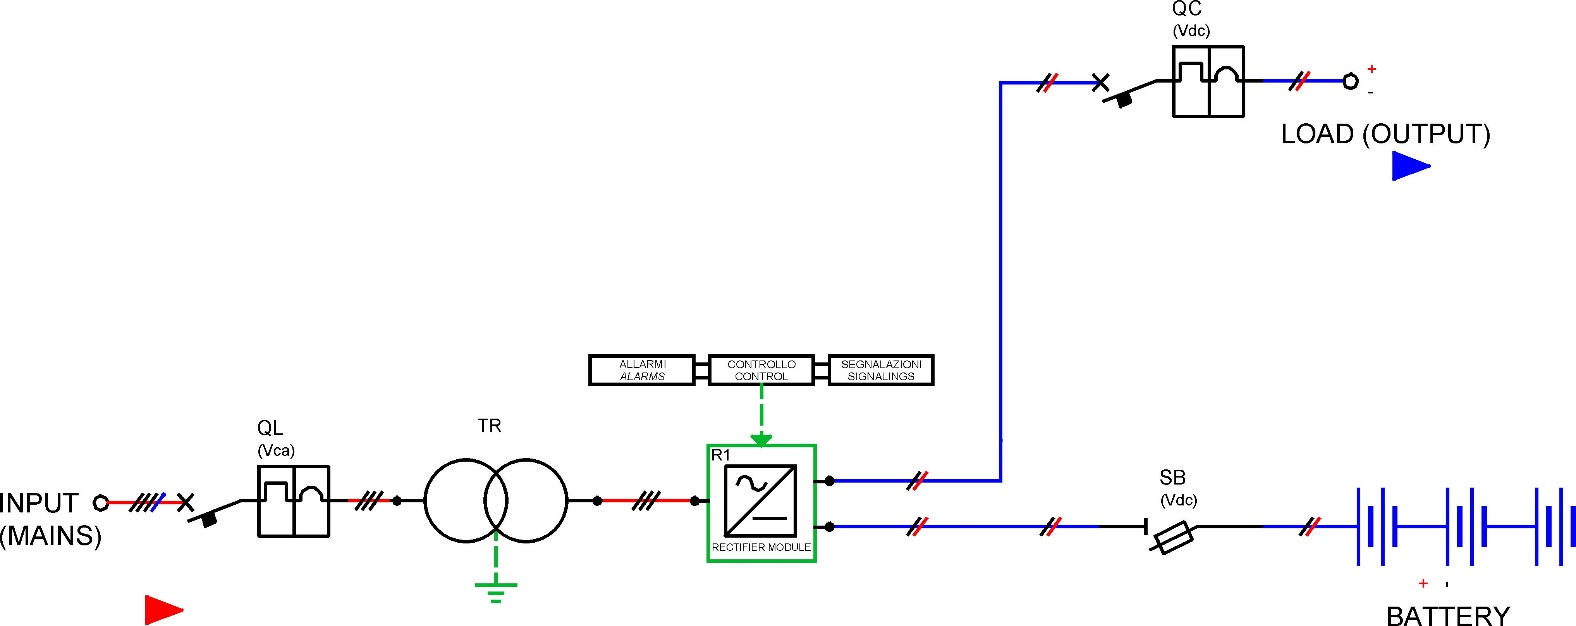 QC
(Vdc)
+
-
LOAD (OUTPUT)
ALLARMI
ALARMS
CONTROLLO
CONTROL
SEGNALAZIONI
SIGNALINGS
QL
(Vca)
TR
R1
RECTIFIER MODULE
INPUT
(MAINS)
SB
(Vdc)
+ -
BATTERY